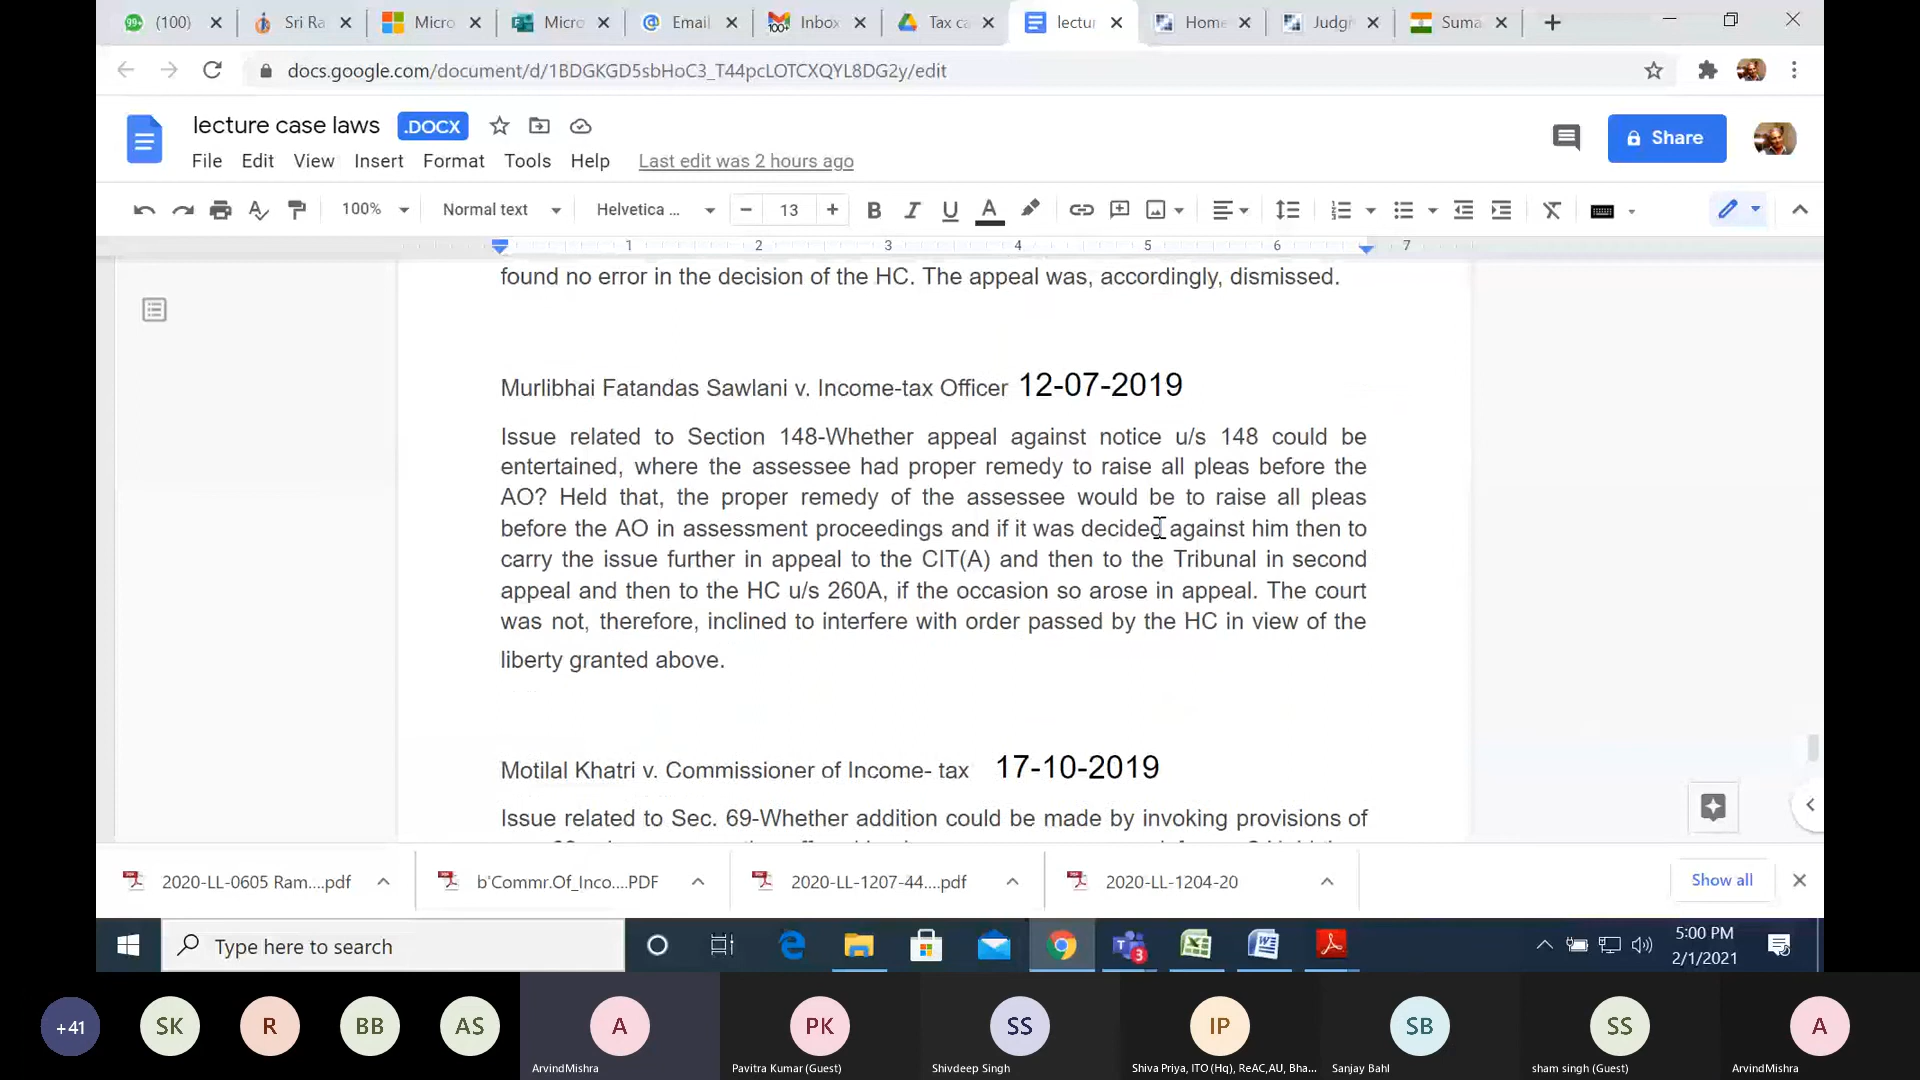 (100)
Sri Ra
Micro
Micro
Email
Inbox
Tax ca
lectur
Home
Judgm
Suma
docs.google.com/document/d/1BDGKGD5sbHoC3_T44pcLOTCXQYL8DG2y/edit
lecture case laws .DOCX
Share
File Edit View Insert Format Tools Help Last edit was 2 hours ago
100% Normal text Helvetica ... 13
1 2 3 4 5 6 7
found no error in the decision of the HC. The appeal was, accordingly, dismissed.
Murlibhai Fatandas Sawlani v. Income-tax Officer 12-07-2019
Issue related to Section 148-Whether appeal against notice u/s 148 could be
entertained, where the assessee had proper remedy to raise all pleas before the
AO? Held that, the proper remedy of the assessee would be to raise all pleas
before the AO in assessment proceedings and if it was decided against him then to
carry the issue further in appeal to the CIT(A) and then to the Tribunal in second
appeal and then to the HC u/s 260A, if the occasion so arose in appeal. The court
was not, therefore, inclined to interfere with order passed by the HC in view of the
liberty granted above.
Motilal Khatri v. Commissioner of Income- tax 17-10-2019
Issue related to Sec. 69-Whether addition could be made by invoking provisions of
2020-LL-0605 Ram....pdf
b'Commr.Of_Inco....PDF
2020-LL-1207-44....pdf
2020-LL-1204-20
Show all
Type here to search
3
5:00 PM
2/1/2021
+41
SK
R
BB
AS
A
PK
SS
IP
SB
SS
A
ArvindMishra
Pavitra Kumar (Guest)
Shivdeep Singh
Shiva Priya, ITO (Hq), ReAC,AU, Bha...
Sanjay Bahl
sham singh (Guest)
ArvindMishra